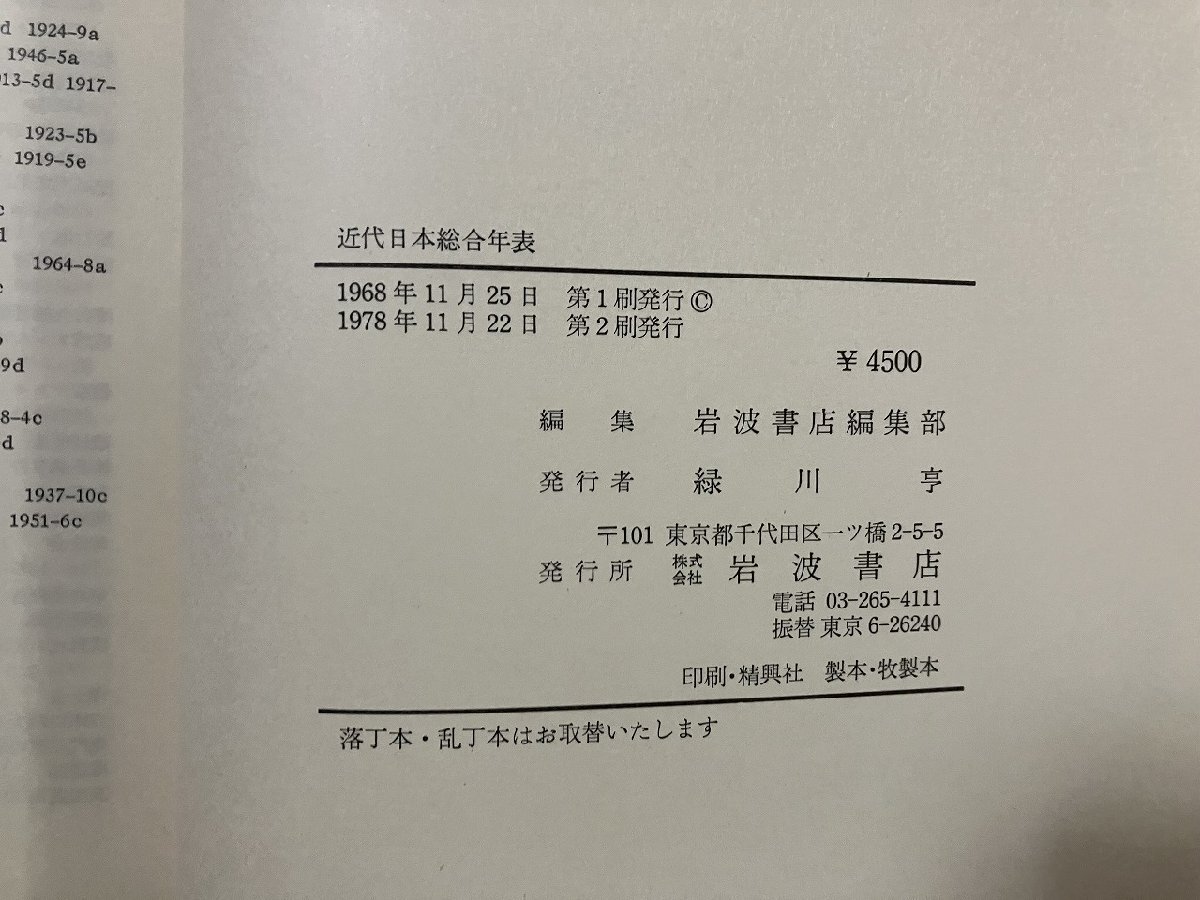 d 1924-9a
1946-5a
13-5d 1917-
1923-5b
1919-5e
c
1964-8a
9d
8-4c
d
1937-10c
1951-6c
近代日本総合年表
1968年11月25日 第1刷発行©
1978年11月22日 第2刷発行
¥4500
編集 岩波書店編集部
発行者 緑川亨
〒101 東京都千代田区一ツ橋2-5-5
発行所 株式会社 岩波書店
電話 03-265-4111
振替 東京6-26240
印刷・精興社 製本・牧製本
落丁本・乱丁本はお取替いたします